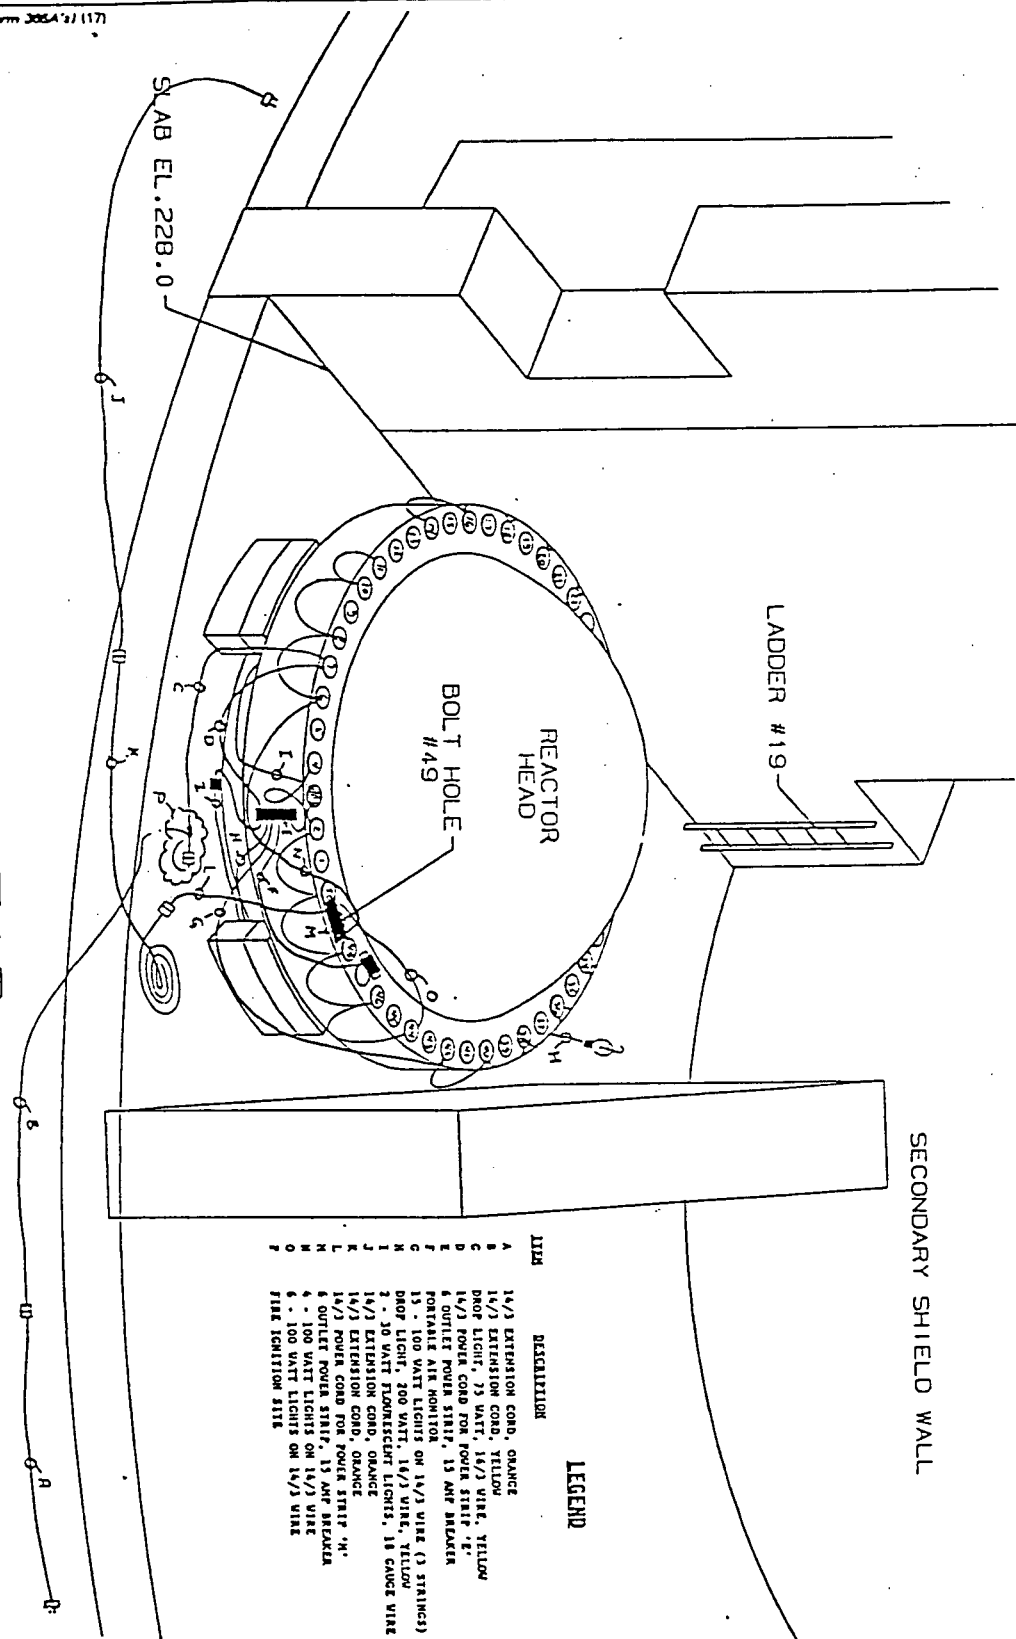 SLAB EL.228.0
LADDER #19
REACTOR
HEAD
BOLT HOLE
#49
SECONDARY SHIELD WALL
LEGEND
ITEM DESCRIPTION
A 14/3 EXTENSION CORD, ORANGE
B 14/3 EXTENSION CORD, YELLOW
C DROP LIGHT, 75 WATT, 16/3 WIRE, YELLOW
D 14/3 POWER CORD FOR POWER STRIP 'E'
E 6 OUTLET POWER STRIP, 15 AMP BREAKER
F PORTABLE AIR MONITOR
G 15 - 100 WATT LIGHTS ON 14/3 WIRE (3 STRINGS)
H DROP LIGHT, 200 WATT, 16/3 WIRE, YELLOW
I 2 - 30 WATT FLOURESCENT LIGHTS, 18 GAUGE WIRE
J 14/3 EXTENSION CORD, ORANGE
K 14/3 EXTENSION CORD, ORANGE
L 14/3 POWER CORD FOR POWER STRIP 'M'
M 6 OUTLET POWER STRIP, 15 AMP BREAKER
N 4 - 100 WATT LIGHTS ON 14/3 WIRE
O 6 - 100 WATT LIGHTS ON 14/3 WIRE
P FIRE IGNITION SITE
J
K
C
D
I
P
L
G
H
F
N
M
O
H
B
A